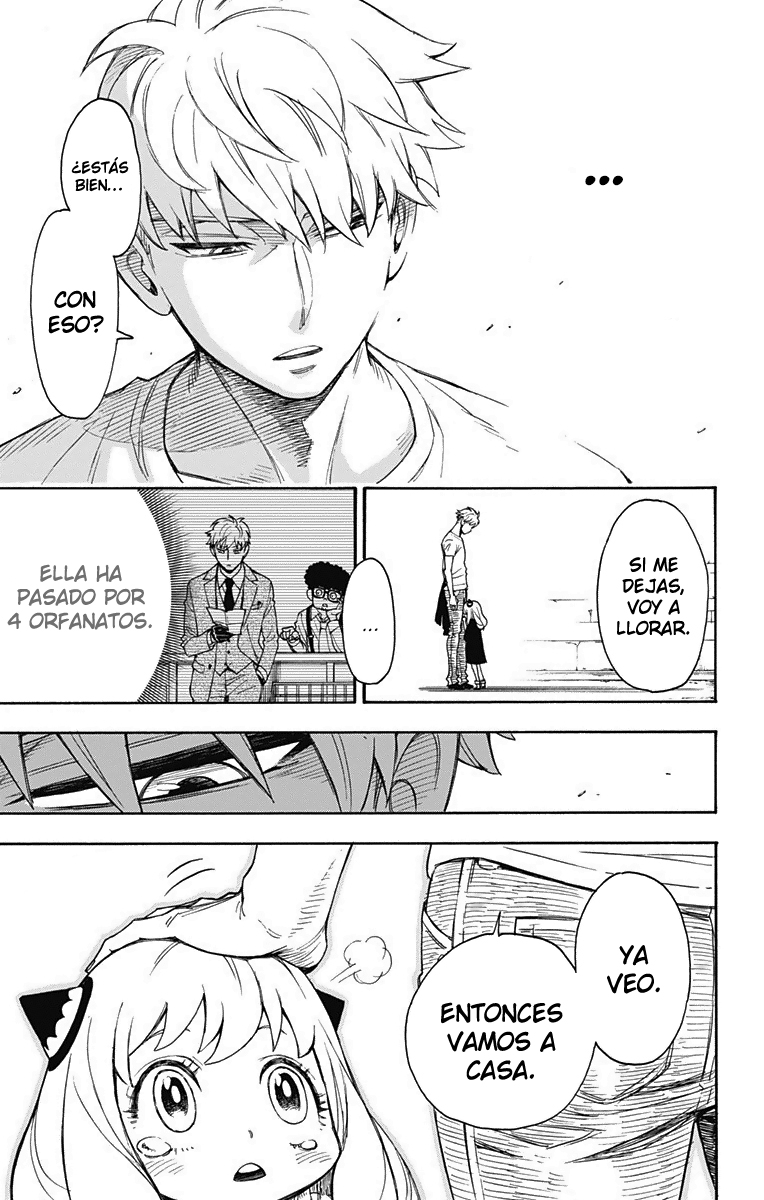 ...
¿ESTÁS
BIEN...
CON
ESO?
SI ME
DEJAS,
VOY A
LLORAR.
...
ELLA HA
PASADO POR
4 ORFANATOS.
YA
VEO.
ENTONCES
VAMOS A
CASA.